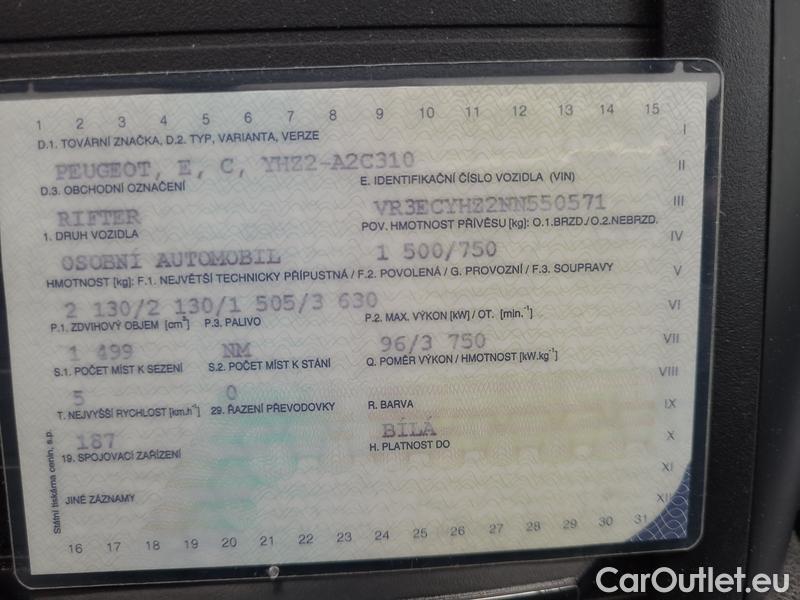 1 2 3 4 5 6 7 8 9 10 11 12 13 14 15
D.1. TOVÁRNÍ ZNAČKA, D.2. TYP, VARIANTA, VERZE
I
PEUGEOT, E, C, YHZ2-A2C310
II
D.3. OBCHODNÍ OZNAČENÍ E. IDENTIFIKAČNÍ ČÍSLO VOZIDLA (VIN)
RIFTER VR3ECYHZ2NN550571
III
1. DRUH VOZIDLA POV. HMOTNOST PŘÍVĚSU [kg]: O.1.BRZD./O.2.NEBRZD.
OSOBNÍ AUTOMOBIL 1 500/750
IV
HMOTNOST [kg]: F.1. NEJVĚTŠÍ TECHNICKY PŘÍPUSTNÁ / F.2. POVOLENÁ / G. PROVOZNÍ / F.3. SOUPRAVY
V
2 130/2 130/1 505/3 630
VI
P.1. ZDVIHOVÝ OBJEM [cm³] P.3. PALIVO P.2. MAX. VÝKON [kW] / OT. [min.⁻¹]
1 499 NM 96/3 750
VII
S.1. POČET MÍST K SEZENÍ S.2. POČET MÍST K STÁNÍ Q. POMĚR VÝKON / HMOTNOST [kW.kg⁻¹]
VIII
5 0
T. NEJVYŠŠÍ RYCHLOST [km.h⁻¹] 29. ŘAZENÍ PŘEVODOVKY R. BARVA
IX
187 BÍLÁ
X
19. SPOJOVACÍ ZAŘÍZENÍ H. PLATNOST DO
XI
JINÉ ZÁZNAMY
XII
Státní tiskárna cenin, s.p.
16 17 18 19 20 21 22 23 24 25 26 27 28 29 30 31
CarOutlet.eu